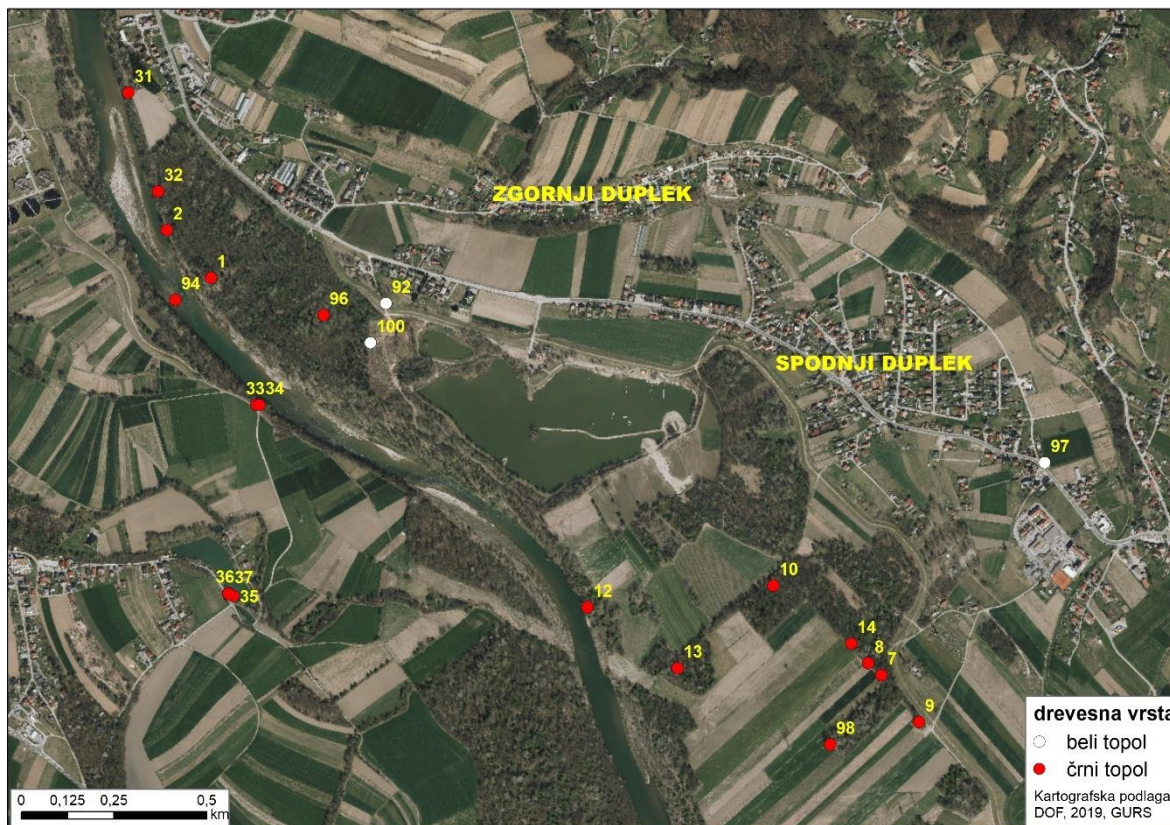 31
32
2
1
94
96
92
100
ZGORNJI DUPLEK
SPODNJI DUPLEK
3334
97
3637
35
12
10
13
14
8
7
9
98
drevesna vrsta
beli topol
črni topol
Kartografska podlaga
DOF, 2019, GURS
0 0,125 0,25 0,5
km